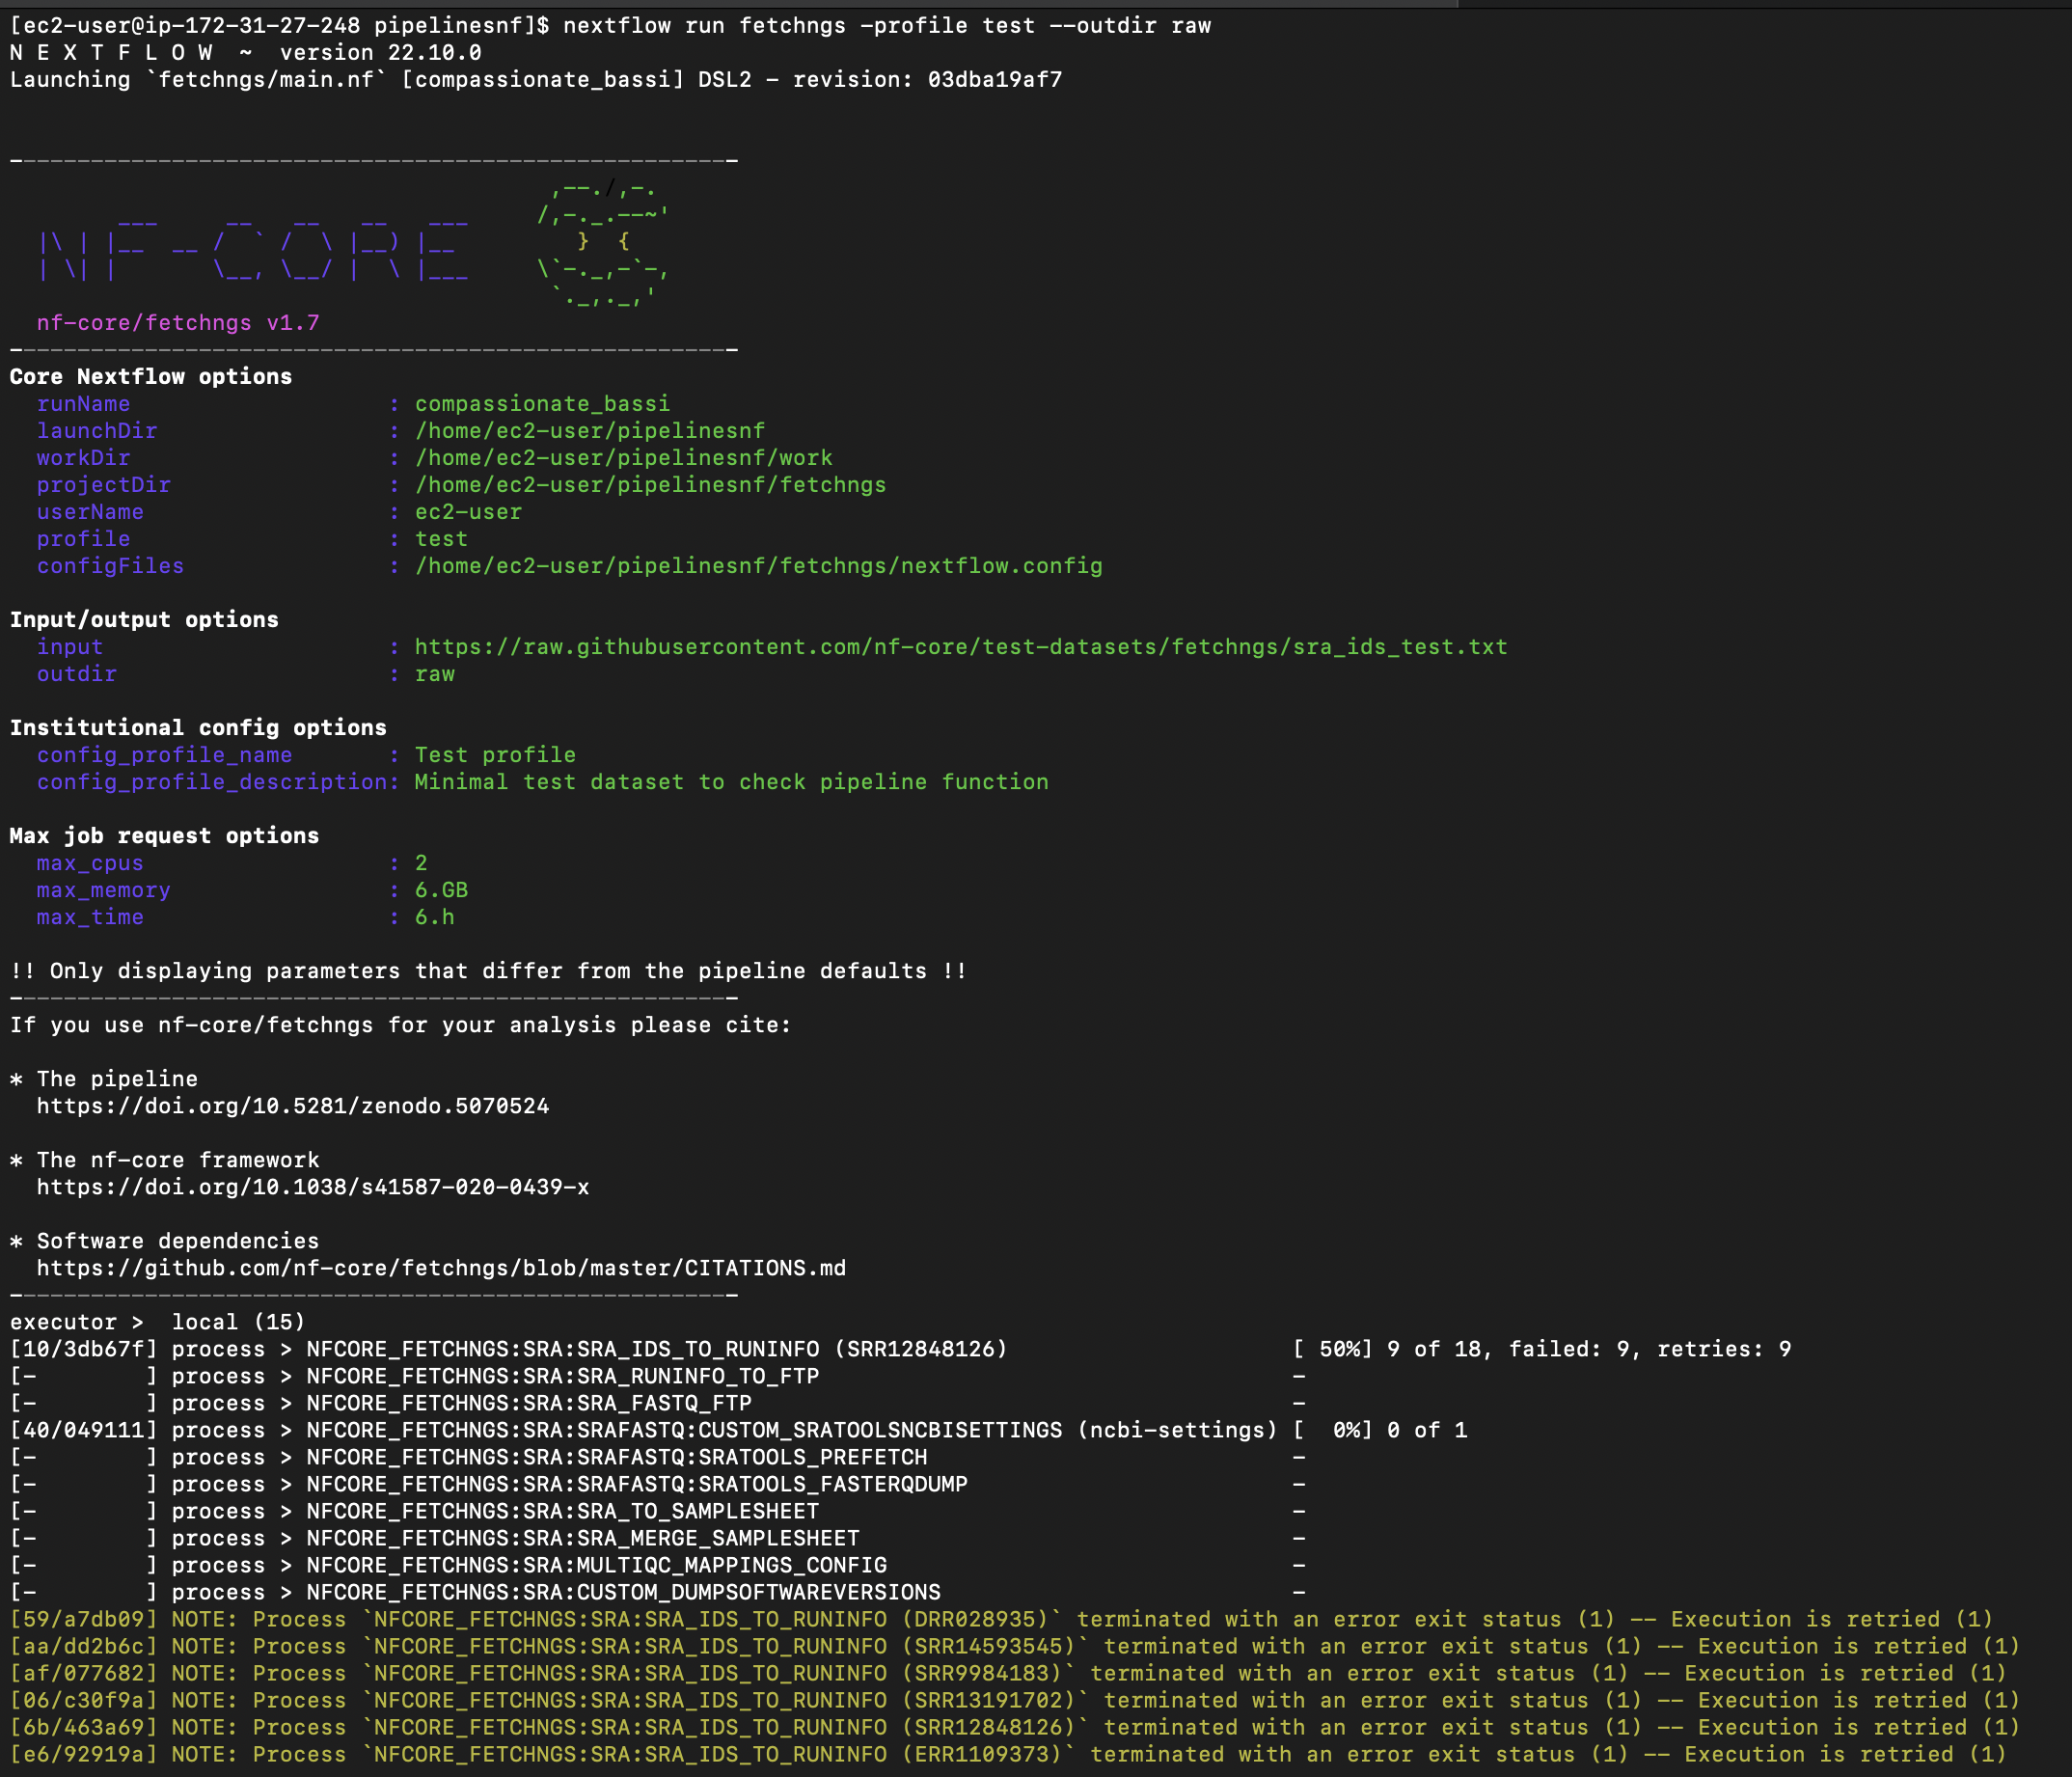 [ec2-user@ip-172-31-27-248 pipelinesnf]$ nextflow run fetchngs -profile test --outdir raw
N E X T F L O W  ~  version 22.10.0
Launching `fetchngs/main.nf` [compassionate_bassi] DSL2 - revision: 03dba19af7
------------------------------------------------------
                                        ,--./,-.
        ___     __   __   __   ___     /,-._.--~'
  |\ | |__  __ /  ` /  \ |__) |__         }  {
  | \| |       \__, \__/ |  \ |___     \`-._,-`-,
                                        `._,._,'
  nf-core/fetchngs v1.7
------------------------------------------------------
Core Nextflow options
  runName                   : compassionate_bassi
  launchDir                 : /home/ec2-user/pipelinesnf
  workDir                   : /home/ec2-user/pipelinesnf/work
  projectDir                : /home/ec2-user/pipelinesnf/fetchngs
  userName                  : ec2-user
  profile                   : test
  configFiles               : /home/ec2-user/pipelinesnf/fetchngs/nextflow.config
Input/output options
  input                     : https://raw.githubusercontent.com/nf-core/test-datasets/fetchngs/sra_ids_test.txt
  outdir                    : raw
Institutional config options
  config_profile_name       : Test profile
  config_profile_description: Minimal test dataset to check pipeline function
Max job request options
  max_cpus                  : 2
  max_memory                : 6.GB
  max_time                  : 6.h
!! Only displaying parameters that differ from the pipeline defaults !!
------------------------------------------------------
If you use nf-core/fetchngs for your analysis please cite:
* The pipeline
  https://doi.org/10.5281/zenodo.5070524
* The nf-core framework
  https://doi.org/10.1038/s41587-020-0439-x
* Software dependencies
  https://github.com/nf-core/fetchngs/blob/master/CITATIONS.md
------------------------------------------------------
executor >  local (15)
[10/3db67f] process > NFCORE_FETCHNGS:SRA:SRA_IDS_TO_RUNINFO (SRR12848126)                     [ 50%] 9 of 18, failed: 9, retries: 9
[-        ] process > NFCORE_FETCHNGS:SRA:SRA_RUNINFO_TO_FTP                                   -
[-        ] process > NFCORE_FETCHNGS:SRA:SRA_FASTQ_FTP                                        -
[40/049111] process > NFCORE_FETCHNGS:SRA:SRAFASTQ:CUSTOM_SRATOOLSNCBISETTINGS (ncbi-settings) [  0%] 0 of 1
[-        ] process > NFCORE_FETCHNGS:SRA:SRAFASTQ:SRATOOLS_PREFETCH                           -
[-        ] process > NFCORE_FETCHNGS:SRA:SRAFASTQ:SRATOOLS_FASTERQDUMP                        -
[-        ] process > NFCORE_FETCHNGS:SRA:SRA_TO_SAMPLESHEET                                   -
[-        ] process > NFCORE_FETCHNGS:SRA:SRA_MERGE_SAMPLESHEET                                -
[-        ] process > NFCORE_FETCHNGS:SRA:MULTIQC_MAPPINGS_CONFIG                              -
[-        ] process > NFCORE_FETCHNGS:SRA:CUSTOM_DUMPSOFTWAREVERSIONS                          -
[59/a7db09] NOTE: Process `NFCORE_FETCHNGS:SRA:SRA_IDS_TO_RUNINFO (DRR028935)` terminated with an error exit status (1) -- Execution is retried (1)
[aa/dd2b6c] NOTE: Process `NFCORE_FETCHNGS:SRA:SRA_IDS_TO_RUNINFO (SRR14593545)` terminated with an error exit status (1) -- Execution is retried (1)
[af/077682] NOTE: Process `NFCORE_FETCHNGS:SRA:SRA_IDS_TO_RUNINFO (SRR9984183)` terminated with an error exit status (1) -- Execution is retried (1)
[06/c30f9a] NOTE: Process `NFCORE_FETCHNGS:SRA:SRA_IDS_TO_RUNINFO (SRR13191702)` terminated with an error exit status (1) -- Execution is retried (1)
[6b/463a69] NOTE: Process `NFCORE_FETCHNGS:SRA:SRA_IDS_TO_RUNINFO (SRR12848126)` terminated with an error exit status (1) -- Execution is retried (1)
[e6/92919a] NOTE: Process `NFCORE_FETCHNGS:SRA:SRA_IDS_TO_RUNINFO (ERR1109373)` terminated with an error exit status (1) -- Execution is retried (1)